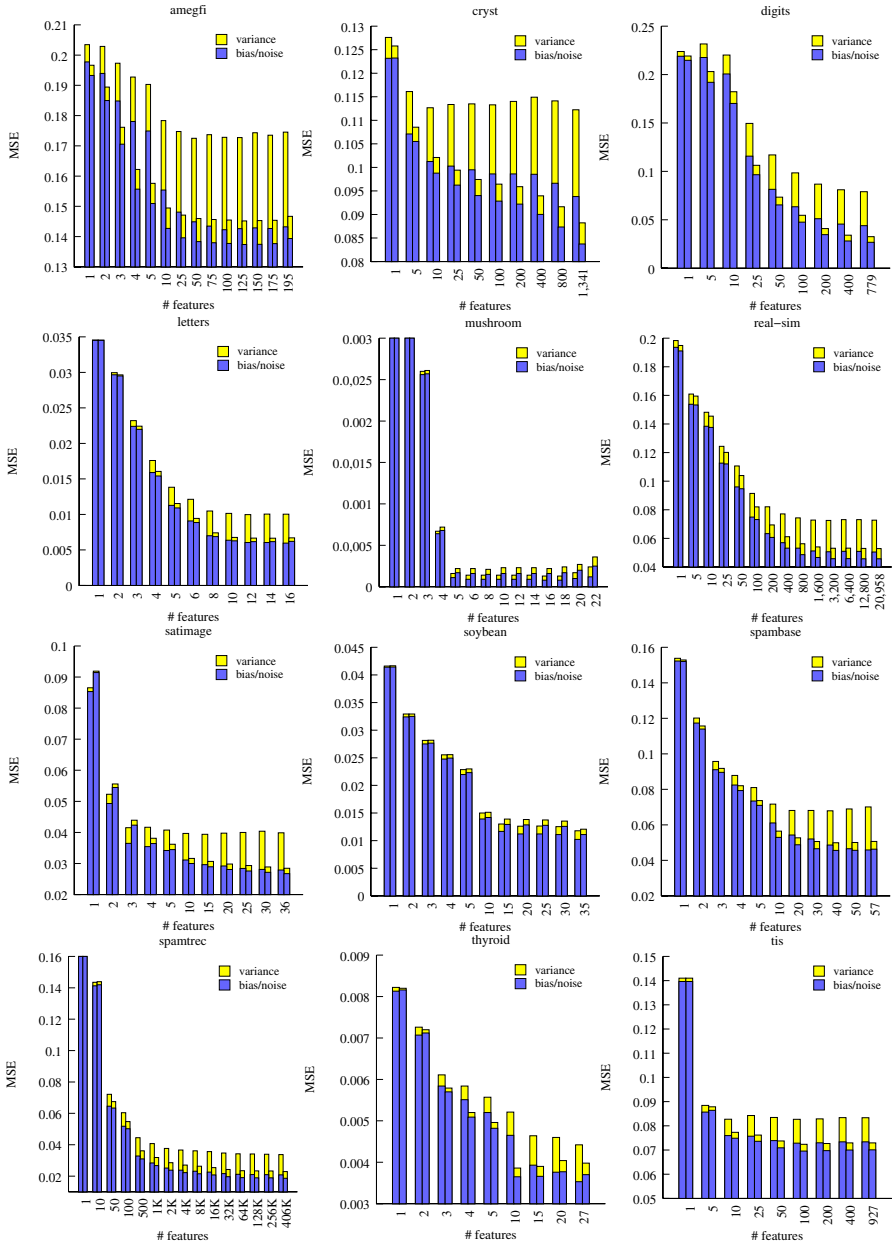 amegfi
MSE
0.21
0.2
0.19
0.18
0.17
0.16
0.15
0.14
0.13
variance
bias/noise
1 2 3 4 5 10 25 50 75 100 125 150 175 195
# features
cryst
MSE
0.13
0.125
0.12
0.115
0.11
0.105
0.1
0.095
0.09
0.085
0.08
variance
bias/noise
1 5 10 25 50 100 200 400 800 1,341
# features
digits
MSE
0.25
0.2
0.15
0.1
0.05
0
variance
bias/noise
1 5 10 25 50 100 200 400 779
# features
letters
MSE
0.035
0.03
0.025
0.02
0.015
0.01
0.005
0
variance
bias/noise
1 2 3 4 5 6 8 10 12 14 16
# features
mushroom
MSE
0.003
0.0,025
0.002
0.0,015
0.001
0.0,005
0
variance
bias/noise
1 2 3 4 5 6 8 10 12 14 16 18 20 22
# features
real−sim
MSE
0.2
0.18
0.16
0.14
0.12
0.1
0.08
0.06
0.04
variance
bias/noise
1 5 10 25 50 100 200 400 800 1,600 3,200 6,400 12,800 20,958
# features
satimage
MSE
0.1
0.09
0.08
0.07
0.06
0.05
0.04
0.03
0.02
variance
bias/noise
1 2 3 4 5 10 15 20 25 30 36
# features
soybean
MSE
0.045
0.04
0.035
0.03
0.025
0.02
0.015
0.01
0.005
0
variance
bias/noise
1 2 3 4 5 10 15 20 25 30 35
# features
spambase
MSE
0.16
0.14
0.12
0.1
0.08
0.06
0.04
0.02
variance
bias/noise
1 2 3 4 5 10 20 30 40 50 57
# features
spamtrec
MSE
0.16
0.14
0.12
0.1
0.08
0.06
0.04
0.02
variance
bias/noise
1 10 50 100 500 1K 2K 4K 8K 16K 32K 64K 128K 256K 406K
# features
thyroid
MSE
0.009
0.008
0.007
0.006
0.005
0.004
0.003
variance
bias/noise
1 2 3 4 5 10 15 20 27
# features
tis
MSE
0.15
0.14
0.13
0.12
0.11
0.1
0.09
0.08
0.07
0.06
0.05
variance
bias/noise
1 5 10 25 50 100 200 400 927
# features